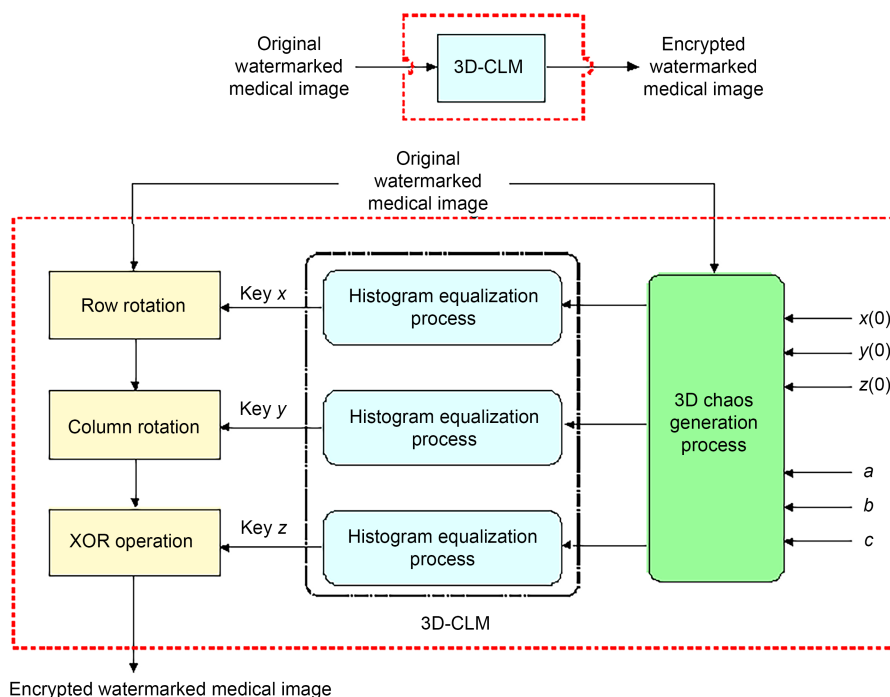 Original
watermarked
medical image
3D-CLM
Encrypted
watermarked
medical image
Original
watermarked
medical image
Row rotation
Key x
Histogram equalization
process
x(0)
y(0)
z(0)
Column rotation
Key y
Histogram equalization
process
3D chaos
generation
process
a
b
c
XOR operation
Key z
Histogram equalization
process
3D-CLM
Encrypted watermarked medical image